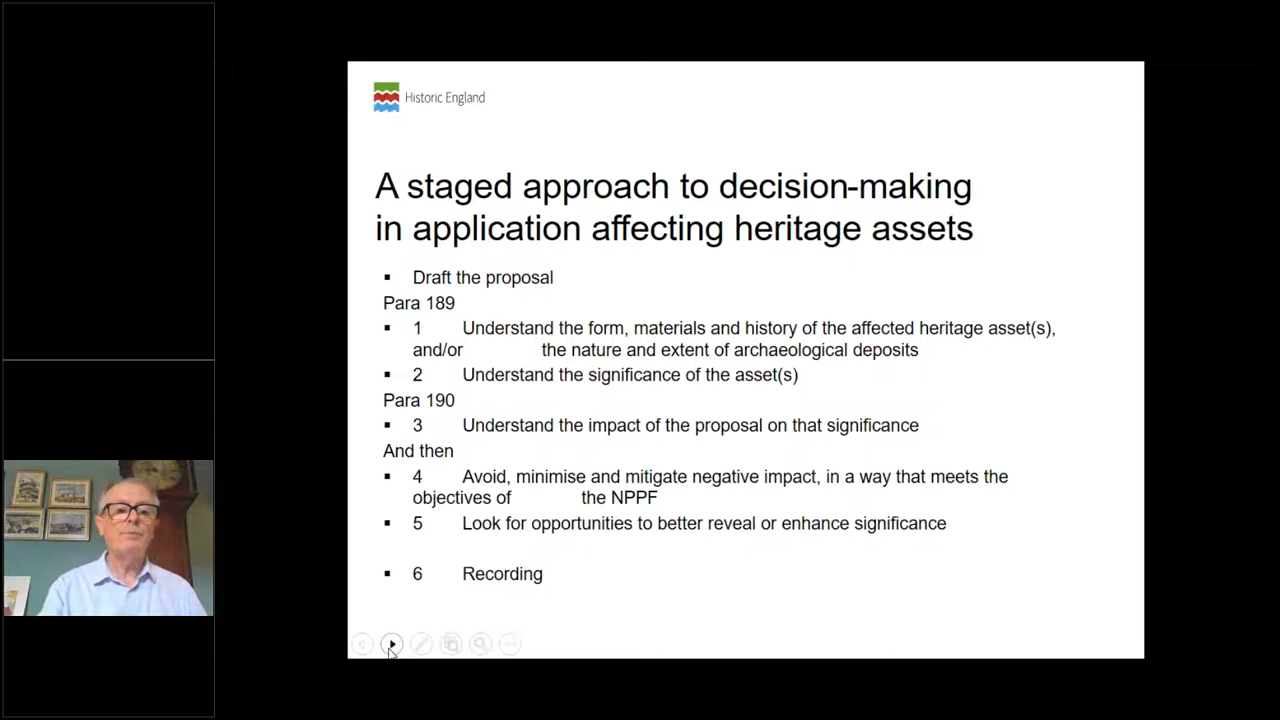 Historic England
A staged approach to decision-making
in application affecting heritage assets
▪ Draft the proposal
Para 189
▪ 1 Understand the form, materials and history of the affected heritage asset(s),
and/or the nature and extent of archaeological deposits
▪ 2 Understand the significance of the asset(s)
Para 190
▪ 3 Understand the impact of the proposal on that significance
And then
▪ 4 Avoid, minimise and mitigate negative impact, in a way that meets the
objectives of the NPPF
▪ 5 Look for opportunities to better reveal or enhance significance
▪ 6 Recording